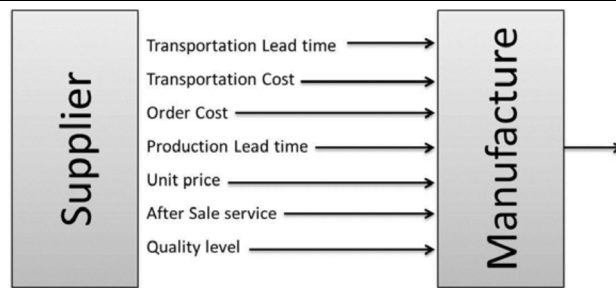 Supplier
Transportation Lead time
Transportation Cost
Order Cost
Production Lead time
Unit price
After Sale service
Quality level
Manufacture